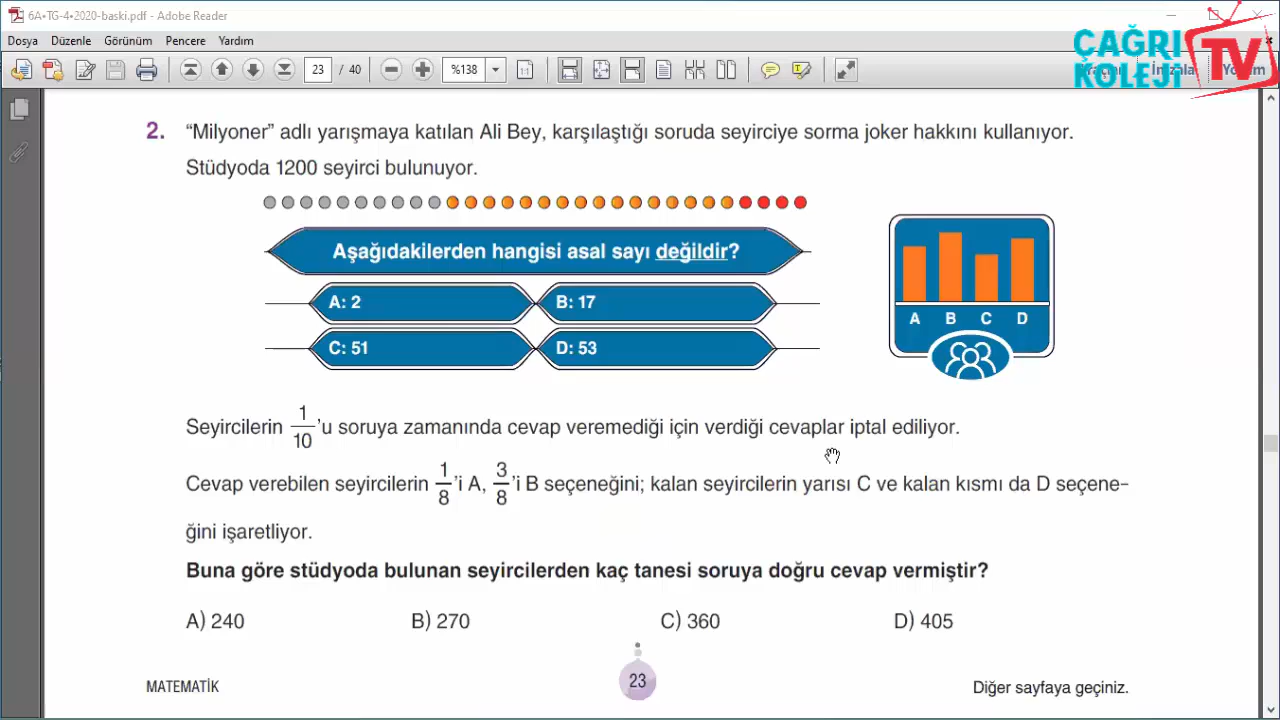 6A•TG-4•2020-baski.pdf - Adobe Reader
Dosya Düzenle Görünüm Pencere Yardım
ÇAĞRI
KOLEJİ TV
23 / 40 %138
2. “Milyoner” adlı yarışmaya katılan Ali Bey, karşılaştığı soruda seyirciye sorma joker hakkını kullanıyor.
Stüdyoda 1200 seyirci bulunuyor.
Aşağıdakilerden hangisi asal sayı değildir?
A: 2 B: 17
C: 51 D: 53
A B C D
Seyircilerin 1/10 ’u soruya zamanında cevap veremediği için verdiği cevaplar iptal ediliyor.
Cevap verebilen seyircilerin 1/8 ’i A, 3/8 ’i B seçeneğini; kalan seyircilerin yarısı C ve kalan kısmı da D seçene–
ğini işaretliyor.
Buna göre stüdyoda bulunan seyircilerden kaç tanesi soruya doğru cevap vermiştir?
A) 240 B) 270 C) 360 D) 405
MATEMATİK 23 Diğer sayfaya geçiniz.